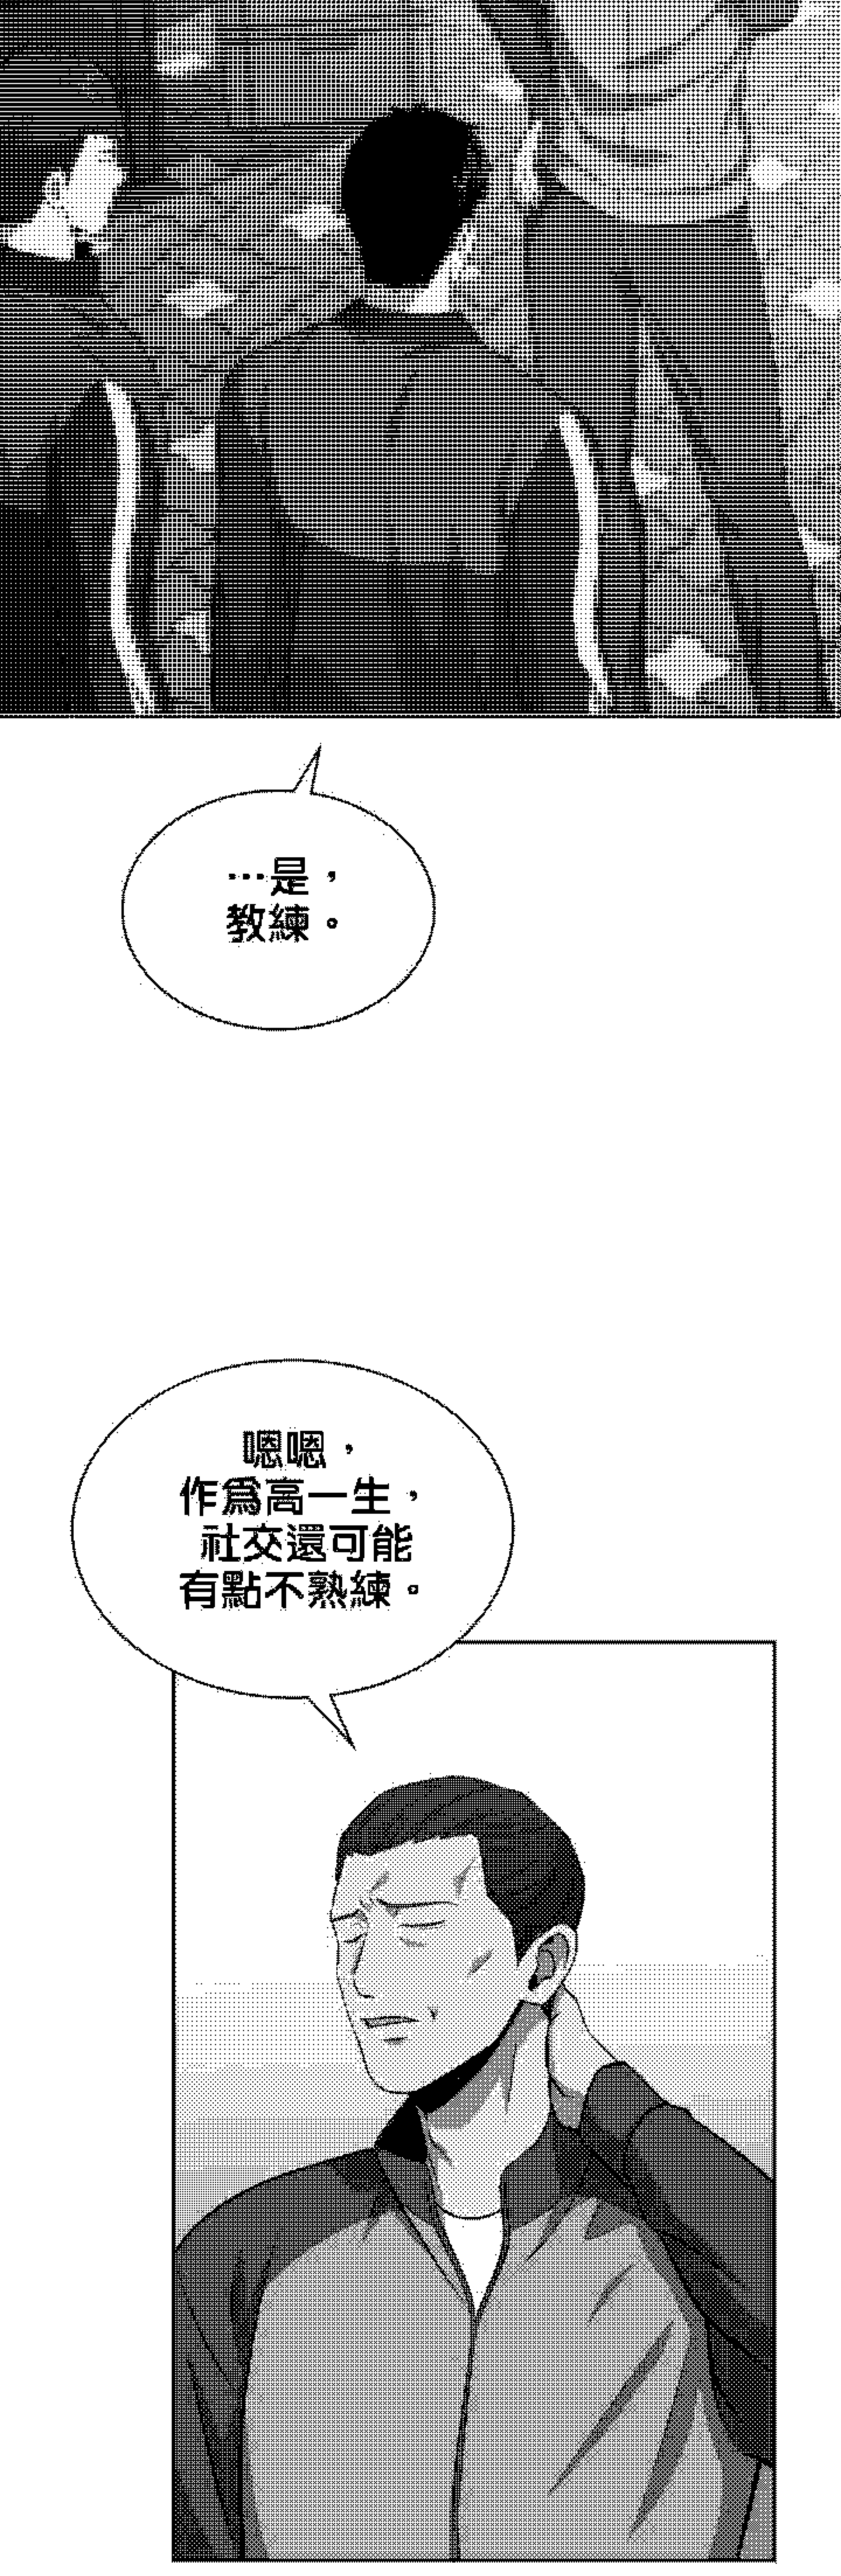 …是，
教練。
嗯嗯，
作爲高一生，
社交還可能
有點不熟練。